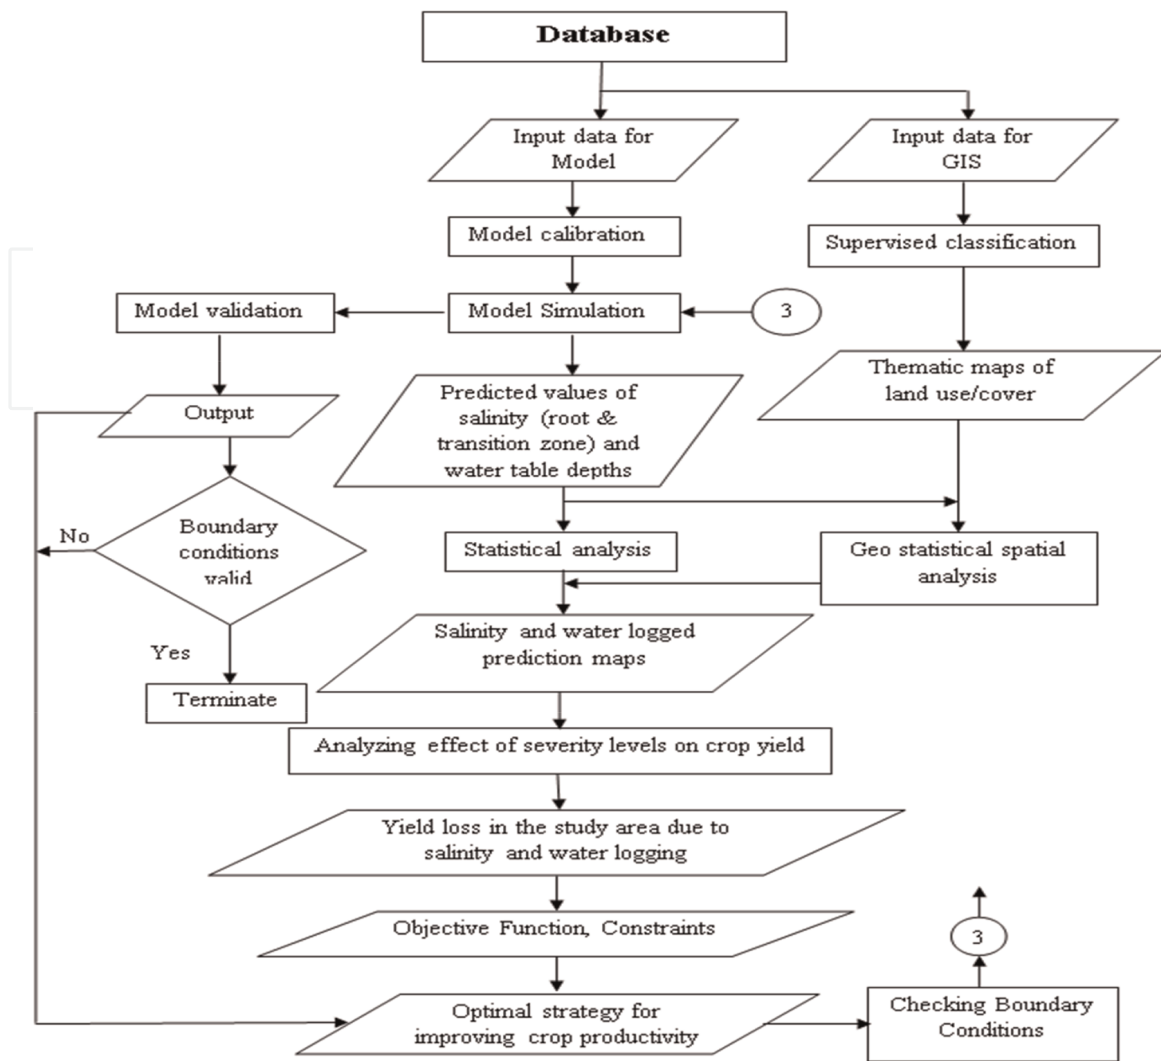 Database
Input data for
Model
Input data for
GIS
Model calibration
Supervised classification
Model validation
Model Simulation
3
Thematic maps of
land use/cover
Predicted values of
salinity (root &
transition zone) and
water table depths
Output
No
Boundary
conditions
valid
Statistical analysis
Geo statistical spatial
analysis
Salinity and water logged
prediction maps
Yes
Terminate
Analyzing effect of severity levels on crop yield
Yield loss in the study area due to
salinity and water logging
Objective Function, Constraints
3
Optimal strategy for
improving crop productivity
Checking Boundary
Conditions